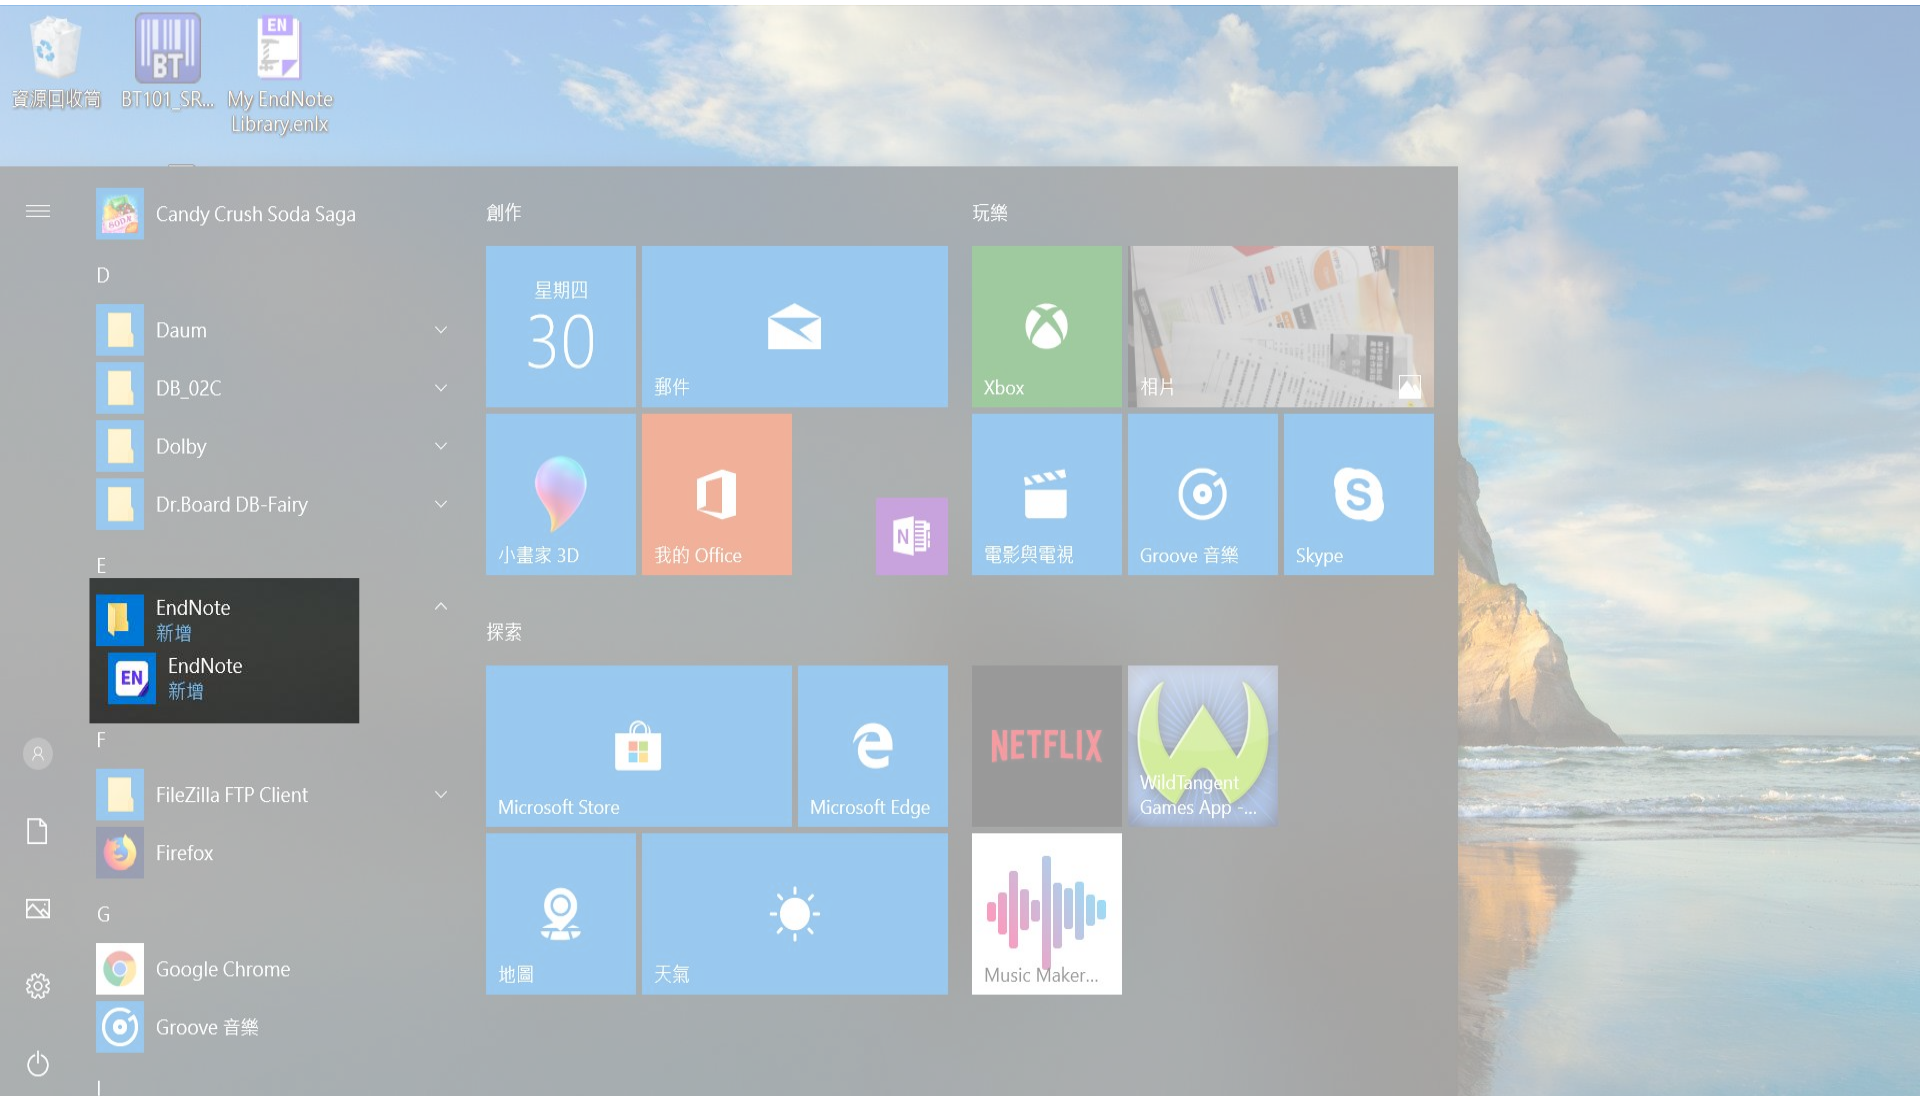 EN
BT
資源回收筒
BT101_SR...
My EndNote
Library.enlx
Candy Crush Soda Saga
D
Daum
DB_02C
Dolby
Dr.Board DB-Fairy
E
EndNote
新增
EN
EndNote
新增
F
FileZilla FTP Client
Firefox
G
Google Chrome
Groove 音樂
創作
星期四
30
郵件
小畫家 3D
我的 Office
N
探索
Microsoft Store
Microsoft Edge
地圖
天氣
玩樂
Xbox
相片
電影與電視
Groove 音樂
S
Skype
NETFLIX
WildTangent
Games App -...
Music Maker...